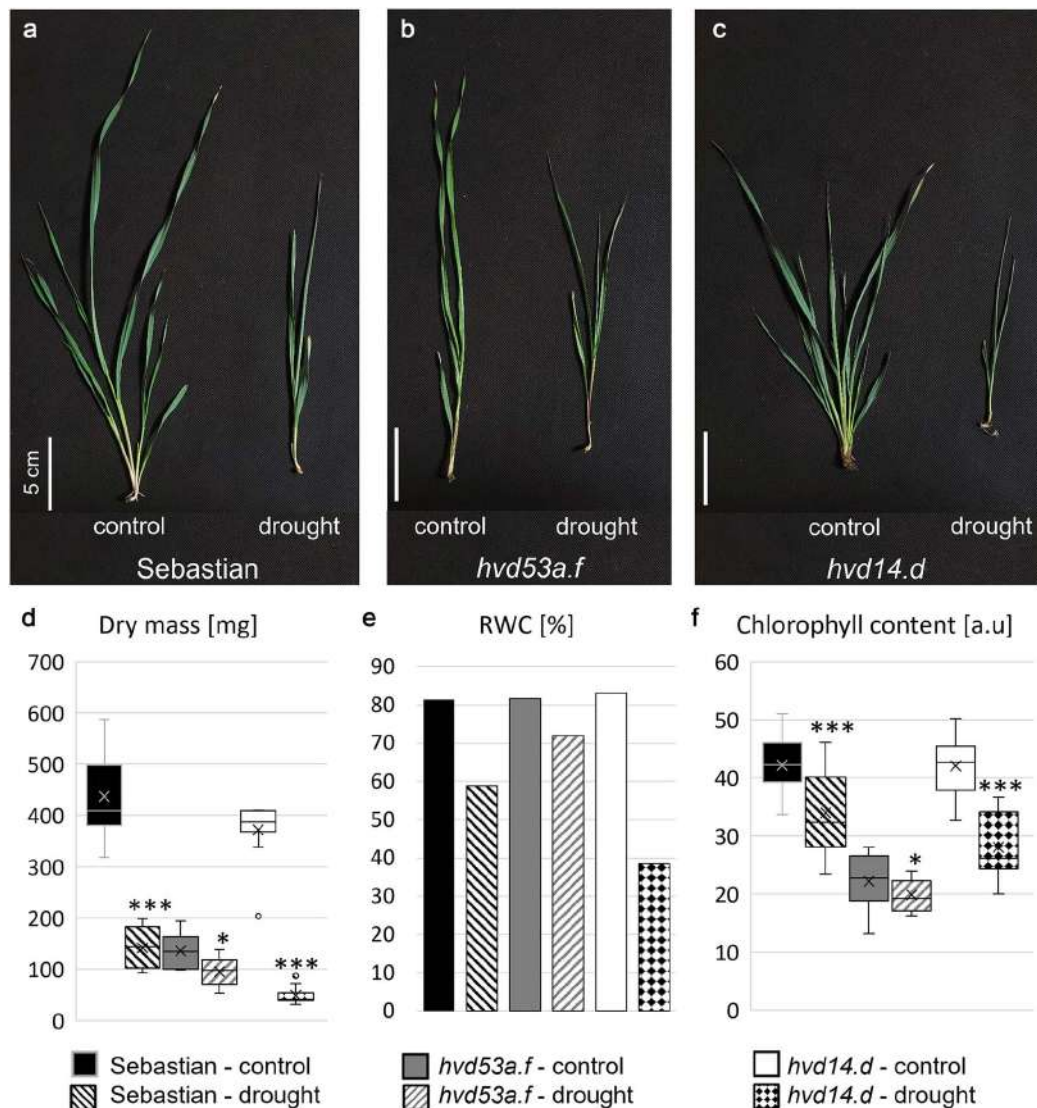 a
b
c
5 cm
control drought
control drought
control drought
Sebastian
hvd53a.f
hvd14.d
d Dry mass [mg]
700
600
500
400
300
200
100
0
***
*
***
e RWC [%]
90
80
70
60
50
40
30
20
10
0
f Chlorophyll content [a.u]
60
50
40
30
20
10
0
***
*
***
Sebastian - control
Sebastian - drought
hvd53a.f - control
hvd53a.f - drought
hvd14.d - control
hvd14.d - drought